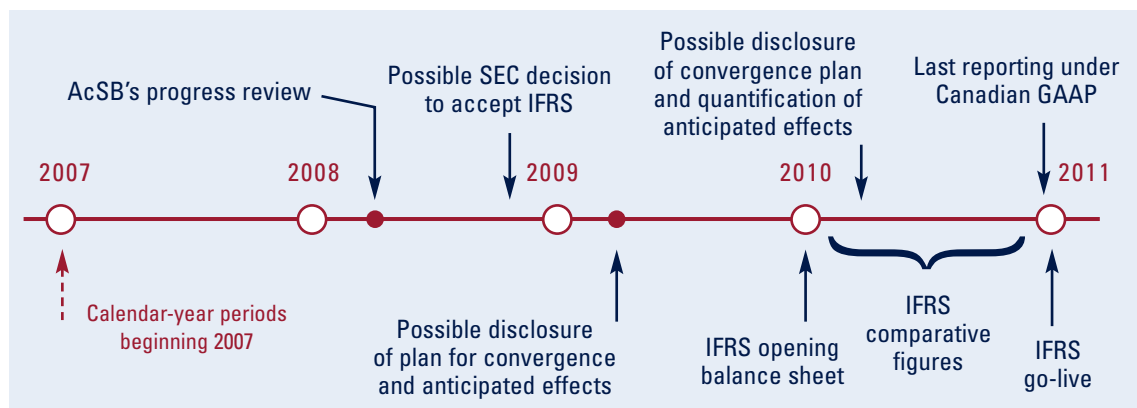 AcSB's progress review
Possible SEC decision
to accept IFRS
Possible disclosure
of convergence plan
and quantification of
anticipated effects
Last reporting under
Canadian GAAP
2007
2008
2009
2010
2011
Calendar-year periods
beginning 2007
Possible disclosure
of plan for convergence
and anticipated effects
IFRS opening
balance sheet
IFRS
comparative
figures
IFRS
go-live